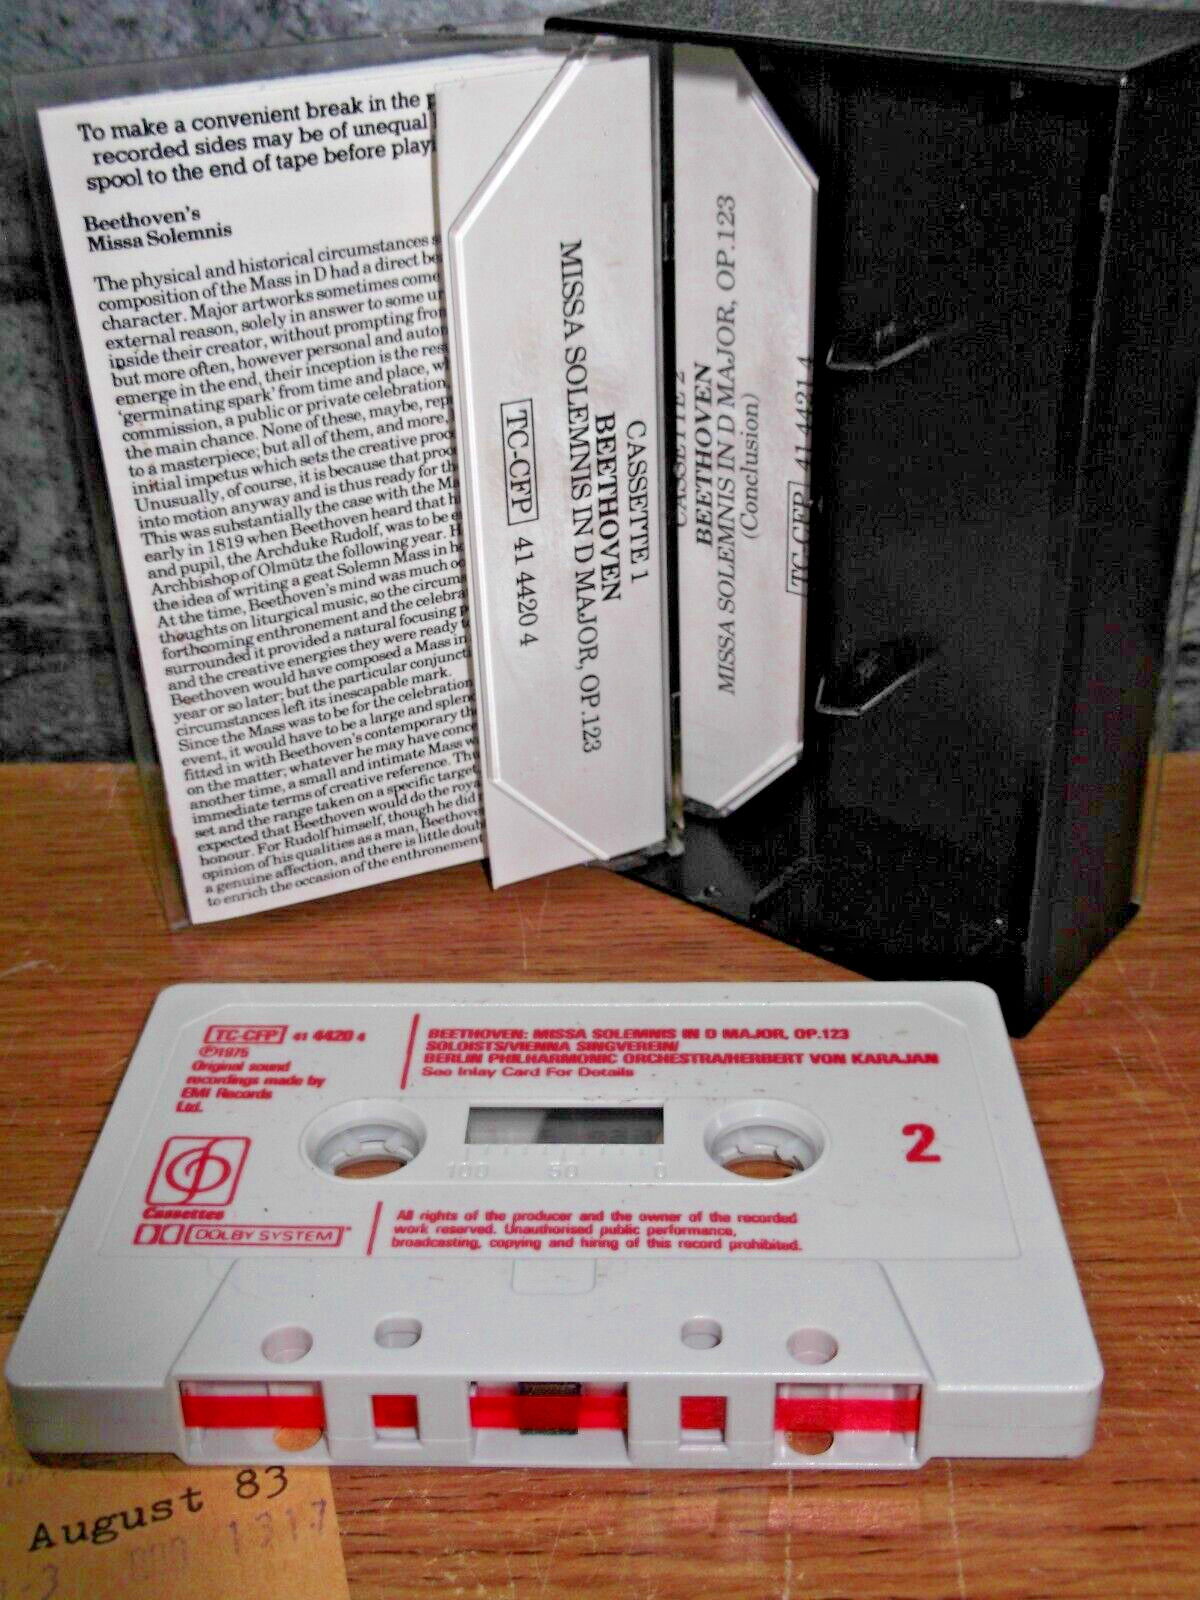 To make a convenient break in the
recorded sides may be of unequal
spool to the end of tape before play
Beethoven's
Missa Solemnis
The physical and historical circumstances
composition of the Mass in D had a direct
character. Major artworks sometimes come
external reason, solely in answer to some
inside their creator, without prompting from
but more often, however personal and
emerge in the end, their inception is the
'germinating spark' from time and place,
commission, a public or private celebration,
the main chance. None of these, maybe,
to a masterpiece; but all of them, and more,
initial impetus which sets the creative
Unusually, of course, it is because that
into motion anyway and is thus ready for
This was substantially the case with the
early in 1819 when Beethoven heard that
and pupil, the Archduke Rudolf, was to be
Archbishop of Olmütz the following year.
the idea of writing a geat Solemn Mass in
At the time, Beethoven's mind was much
thoughts on liturgical music, so the
forthcoming enthronement and the
surrounded it provided a natural focusing
and the creative energies they were ready
Beethoven would have composed a Mass in
year or so later; but the particular
circumstances left its inescapable mark.
Since the Mass was to be for the celebration
event, it would have to be a large and
fitted in with Beethoven's contemporary
on the matter; whatever he may have
another time, a small and intimate Mass
immediate terms of creative reference.
set and the range taken on a specific target,
expected that Beethoven would do the
honour. For Rudolf himself, though he did
opinion of his qualities as a man,
a genuine affection, and there is little
to enrich the occasion of the enthronement
CASSETTE 1
BEETHOVEN
MISSA SOLEMNIS IN D MAJOR, OP.123
TC-CFP 41 4420 4
CASSETTE 2
BEETHOVEN
MISSA SOLEMNIS IN D MAJOR, OP.123
(Conclusion)
TC-CFP 41 4421 4
TC-CFP 41 4420 4
Ⓟ1975
Original sound
recordings made by
EMI Records
Ltd.
BEETHOVEN: MISSA SOLEMNIS IN D MAJOR, OP.123
SOLOISTS/VIENNA SINGVEREIN/
BERLIN PHILHARMONIC ORCHESTRA/HERBERT VON KARAJAN
See Inlay Card For Details
100 50 0
2
Cassettes
DOLBY SYSTEM™
All rights of the producer and the owner of the recorded
work reserved. Unauthorised public performance,
broadcasting, copying and hiring of this record prohibited.
August 83